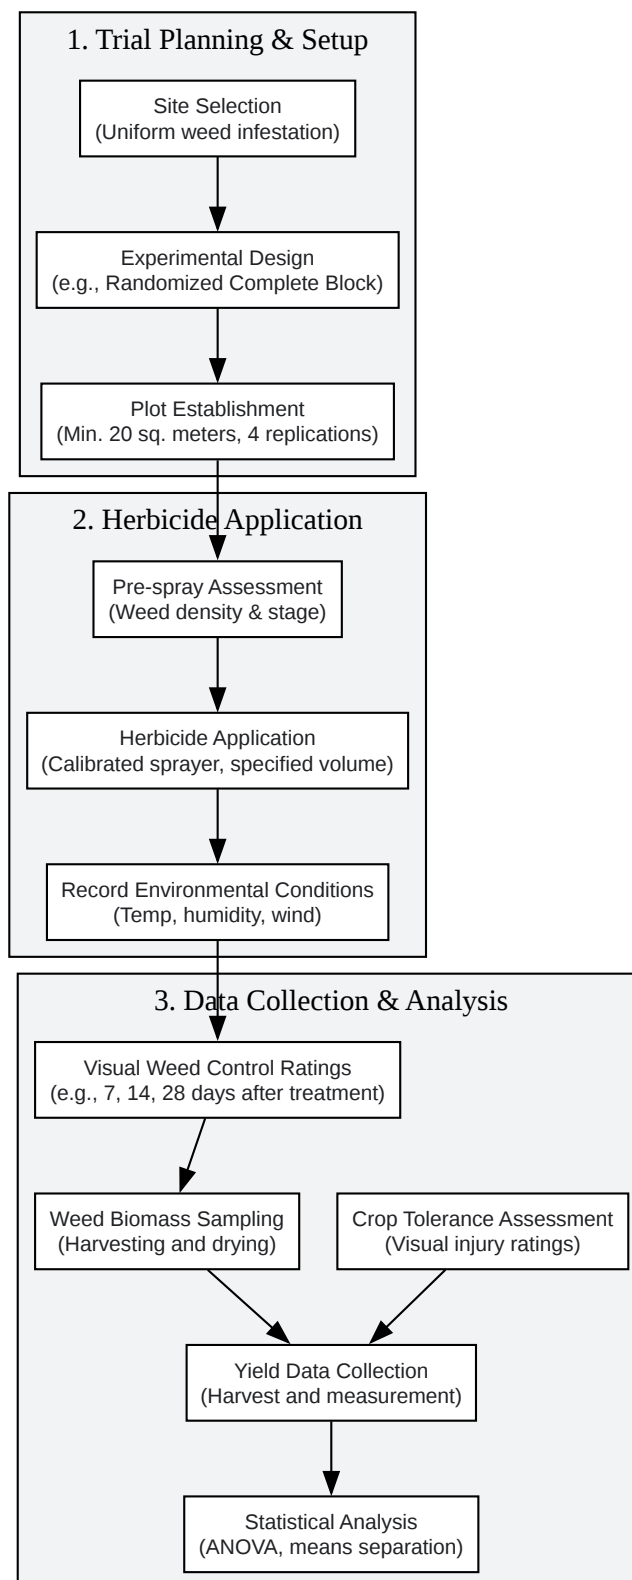 1. Trial Planning & Setup
Site Selection
(Uniform weed infestation)
Experimental Design
(e.g., Randomized Complete Block)
Plot Establishment
(Min. 20 sq. meters, 4 replications)
2. Herbicide Application
Pre-spray Assessment
(Weed density & stage)
Herbicide Application
(Calibrated sprayer, specified volume)
Record Environmental Conditions
(Temp, humidity, wind)
3. Data Collection & Analysis
Visual Weed Control Ratings
(e.g., 7, 14, 28 days after treatment)
Weed Biomass Sampling
(Harvesting and drying)
Crop Tolerance Assessment
(Visual injury ratings)
Yield Data Collection
(Harvest and measurement)
Statistical Analysis
(ANOVA, means separation)